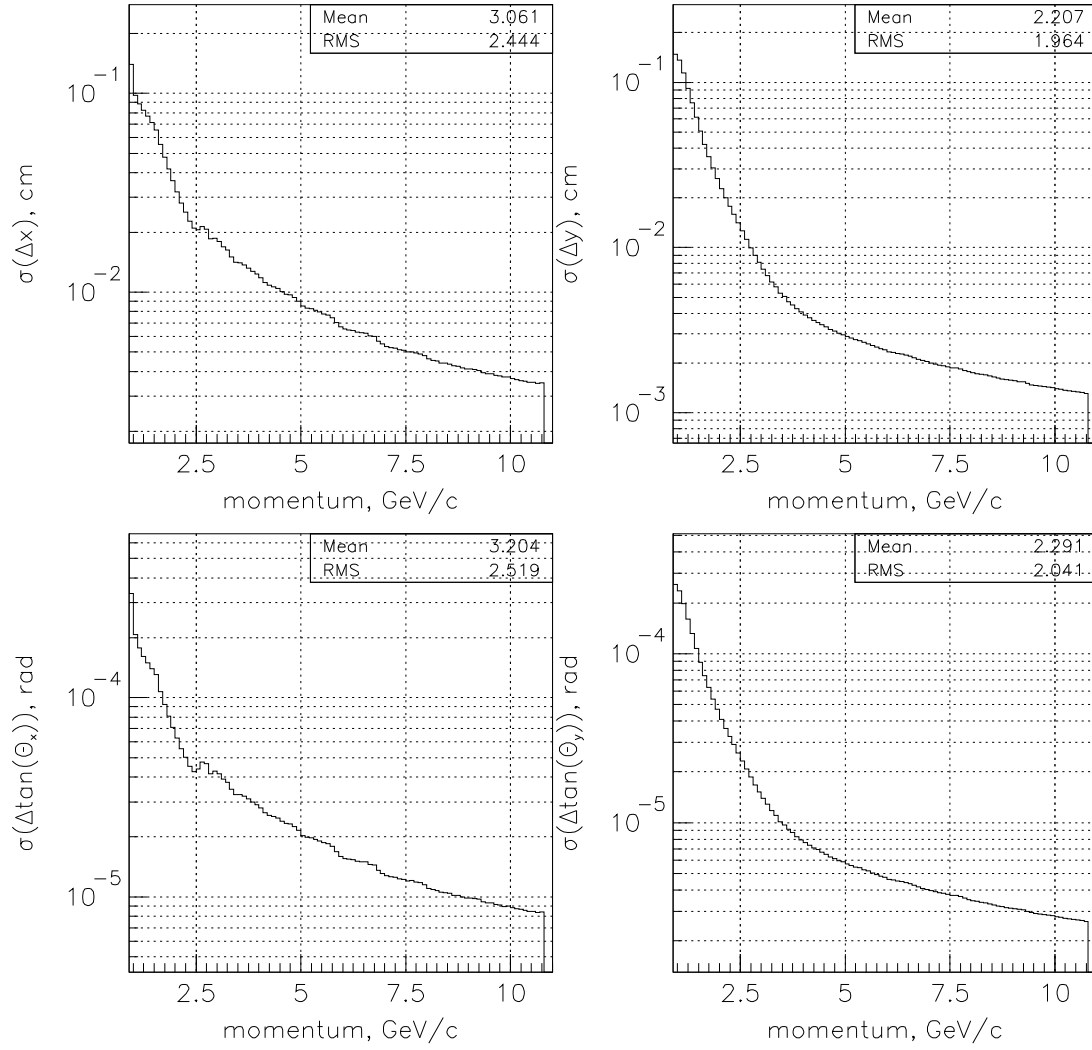 Mean 3.061
RMS 2.444
10⁻¹
10⁻²
σ(Δx), cm
2.5 5 7.5 10
momentum, GeV/c
Mean 2.207
RMS 1.964
10⁻¹
10⁻²
10⁻³
σ(Δy), cm
2.5 5 7.5 10
momentum, GeV/c
Mean 3.204
RMS 2.519
10⁻⁴
10⁻⁵
σ(Δtan(Θₓ)), rad
2.5 5 7.5 10
momentum, GeV/c
Mean 2.291
RMS 2.041
10⁻⁴
10⁻⁵
σ(Δtan(Θ_y)), rad
2.5 5 7.5 10
momentum, GeV/c